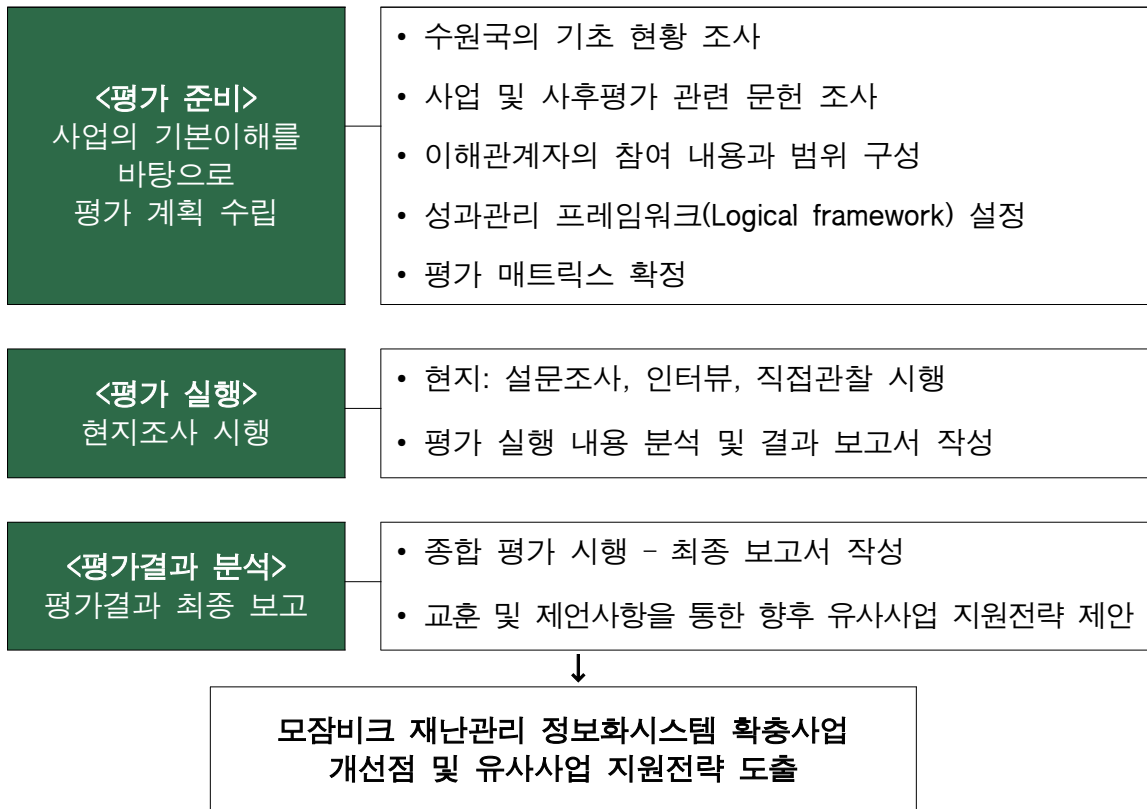 <평가 준비>
사업의 기본이해를
바탕으로
평가 계획 수립
• 수원국의 기초 현황 조사
• 사업 및 사후평가 관련 문헌 조사
• 이해관계자의 참여 내용과 범위 구성
• 성과관리 프레임워크(Logical framework) 설정
• 평가 매트릭스 확정
<평가 실행>
현지조사 시행
• 현지: 설문조사, 인터뷰, 직접관찰 시행
• 평가 실행 내용 분석 및 결과 보고서 작성
<평가결과 분석>
평가결과 최종 보고
• 종합 평가 시행 – 최종 보고서 작성
• 교훈 및 제언사항을 통한 향후 유사사업 지원전략 제안
↓
모잠비크 재난관리 정보화시스템 확충사업
개선점 및 유사사업 지원전략 도출